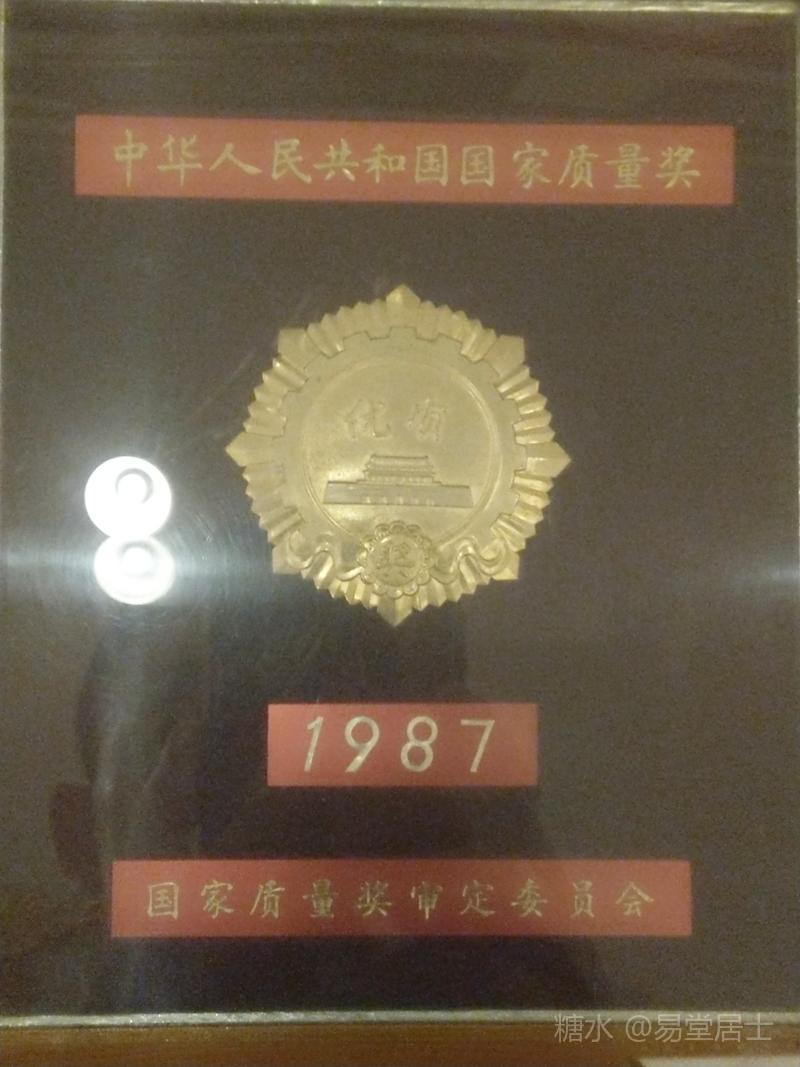 中华人民共和国国家质量奖
优质
奖
1987
国家质量奖审定委员会
糖水 @易堂居士